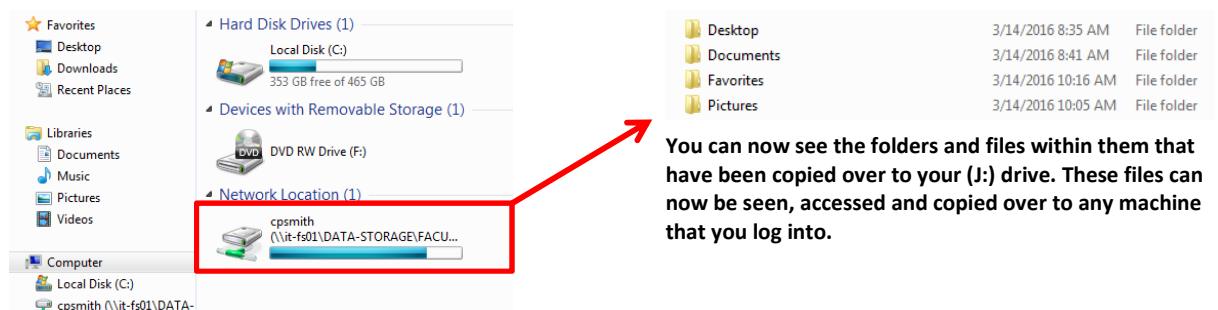 Favorites
Desktop
Downloads
Recent Places
Libraries
Documents
Music
Pictures
Videos
Computer
Local Disk (C:)
cpsmith (\\it-fs01\DATA-
Hard Disk Drives (1)
Local Disk (C:)
353 GB free of 465 GB
Devices with Removable Storage (1)
DVD
DVD RW Drive (F:)
Network Location (1)
cpsmith
(\\it-fs01\DATA-STORAGE\FACU...
Desktop 3/14/2016 8:35 AM File folder
Documents 3/14/2016 8:41 AM File folder
Favorites 3/14/2016 10:16 AM File folder
Pictures 3/14/2016 10:05 AM File folder
You can now see the folders and files within them that
have been copied over to your (J:) drive. These files can
now be seen, accessed and copied over to any machine
that you log into.